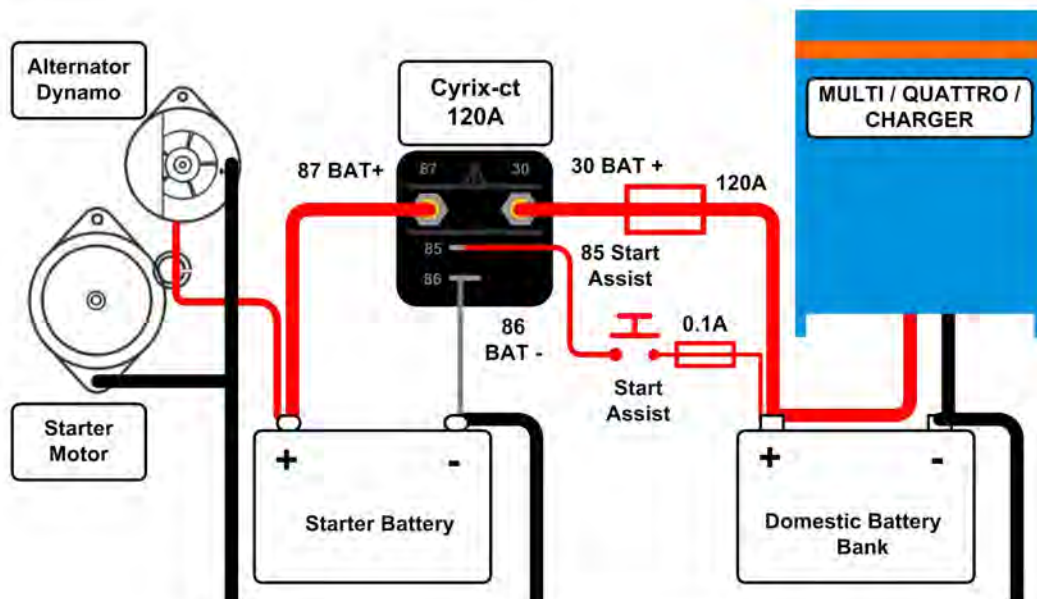 Alternator
Dynamo
Cyrix-ct
120A
MULTI / QUATTRO /
CHARGER
87 BAT+
87
30
30 BAT +
120A
85
85 Start
Assist
86
86
BAT -
0.1A
Start
Assist
Starter
Motor
+
-
Starter Battery
+
-
Domestic Battery
Bank